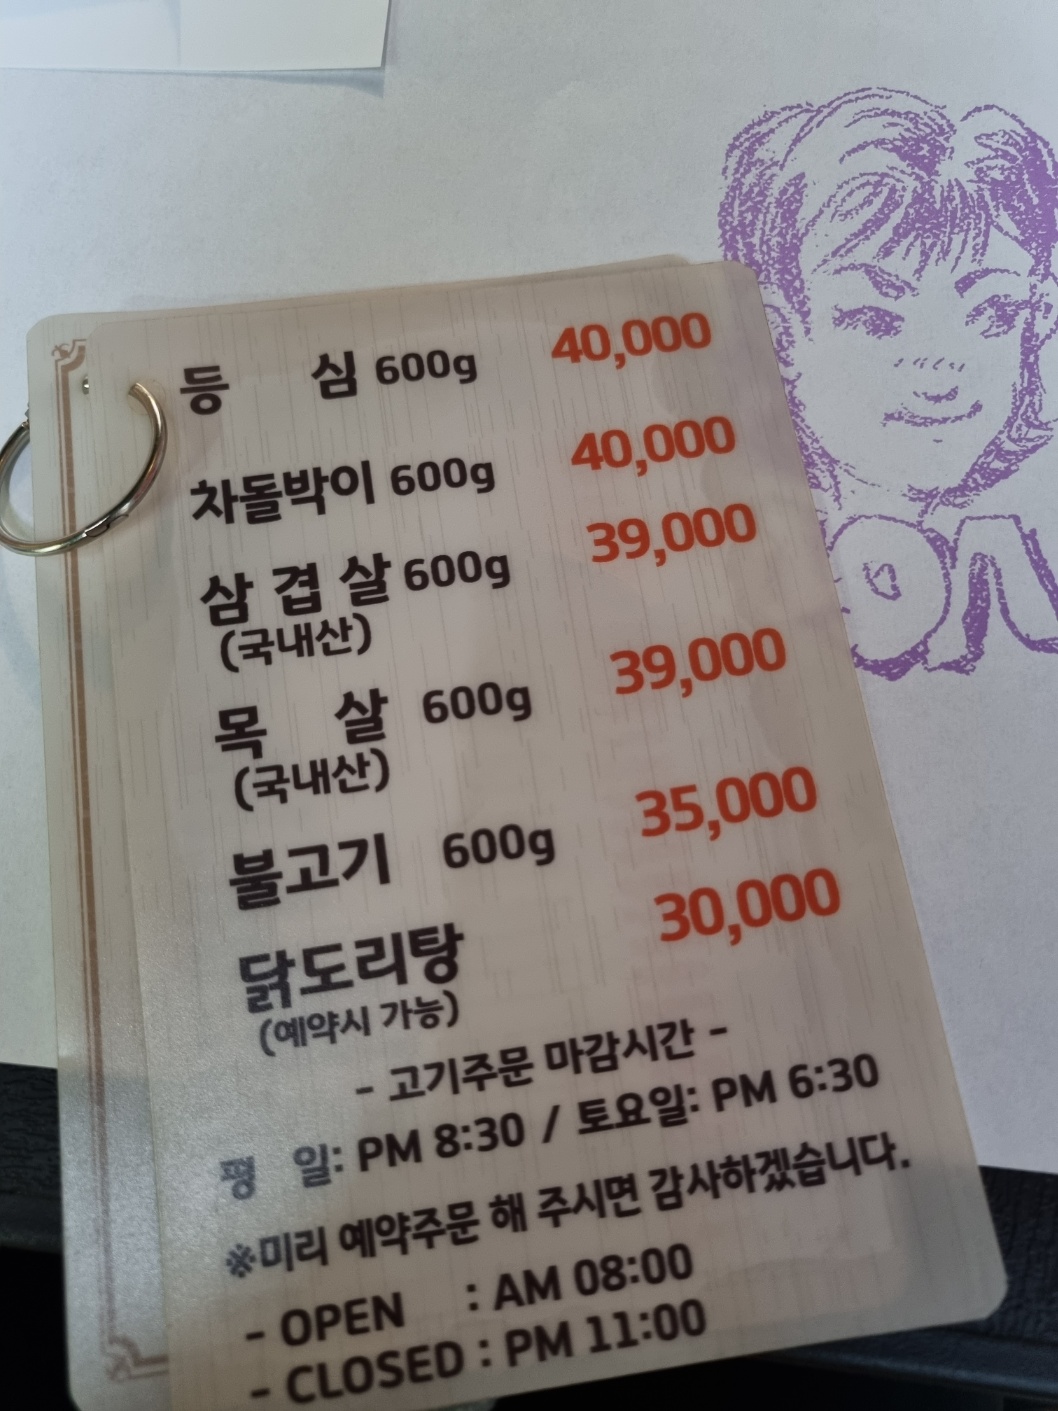 등 심 600g 40,000
차돌박이 600g 40,000
삼겹살 600g 39,000
(국내산)
목 살 600g 39,000
(국내산)
불고기 600g 35,000
닭도리탕 30,000
(예약시 가능)
- 고기주문 마감시간 -
평 일: PM 8:30 / 토요일: PM 6:30
※미리 예약주문 해 주시면 감사하겠습니다.
- OPEN : AM 08:00
- CLOSED : PM 11:00